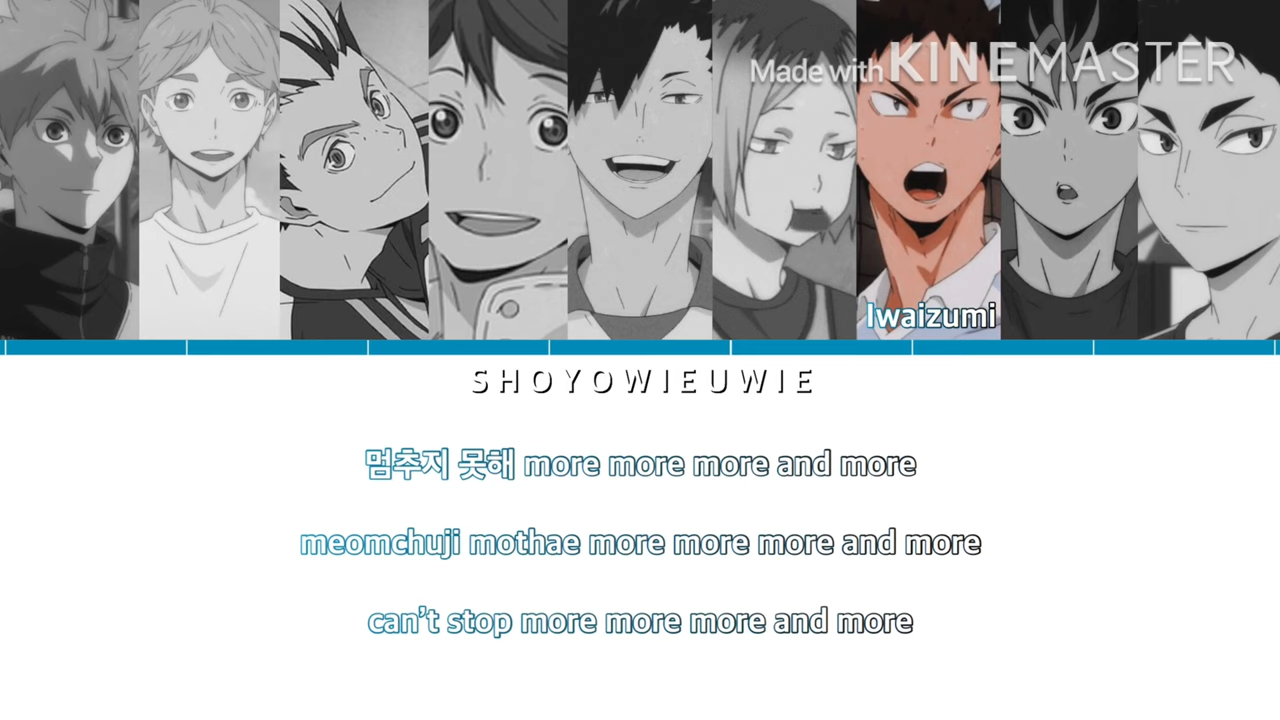 Made with KINEMASTER
Iwaizumi
SHOYOWIEUWIE
멈추지 못해 more more more and more
meomchuji mothae more more more and more
can't stop more more more and more